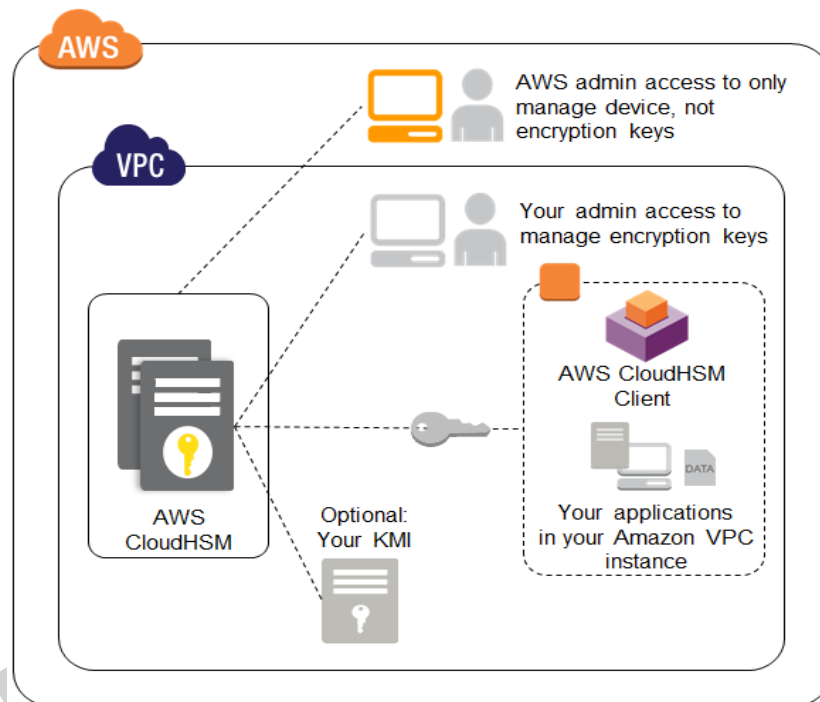 AWS
AWS admin access to only
manage device, not
encryption keys
VPC
Your admin access to
manage encryption keys
AWS CloudHSM
Client
DATA
Your applications
in your Amazon VPC
instance
AWS
CloudHSM
Optional:
Your KMI